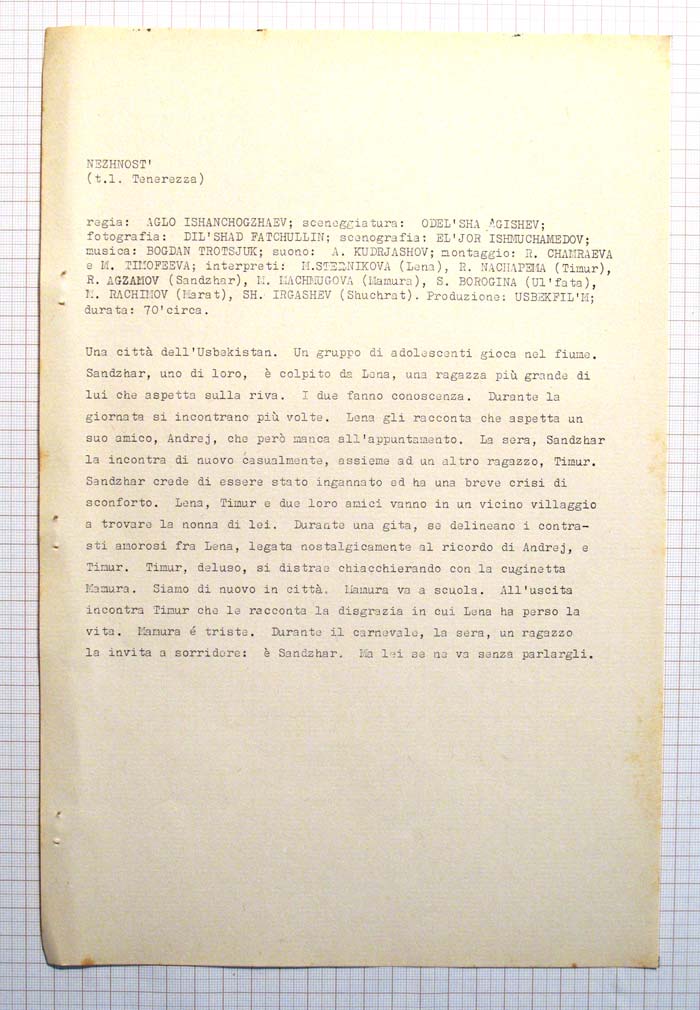 NEZHNOST'
(t.l. Tenerezza)
regia: AGLO ISHANCHOGZHAEV; sceneggiatura: ODEL'SHA AGISHEV;
fotografia: DIL'SHAD FATCHULLIN; scenografia: EL'JOR ISHMUCHAMEDOV;
musica: BOGDAN TROTSJUK; suono: A. KUDRJASHOV; montaggio: R. CHAMRAEVA
e M. TIMOFEEVA; interpreti: M.STERNIKOVA (Lena), R. NACHAPEMA (Timur),
R. AGZAMOV (Sandzhar), M. MACHMUGOVA (Mamura), S. BOROGINA (Ul'fata),
M. RACHIMOV (Marat), SH. IRGASHEV (Shuchrat). Produzione: USBEKFIL'M;
durata: 70'circa.
Una città dell'Usbekistan. Un gruppo di adolescenti gioca nel fiume.
Sandzhar, uno di loro, è colpito da Lena, una ragazza più grande di
lui che aspetta sulla riva. I due fanno conoscenza. Durante la
giornata si incontrano più volte. Lena gli racconta che aspetta un
suo amico, Andrej, che però manca all'appuntamento. La sera, Sandzhar
la incontra di nuovo casualmente, assieme ad un altro ragazzo, Timur.
Sandzhar crede di essere stato ingannato ed ha una breve crisi di
sconforto. Lena, Timur e due loro amici vanno in un vicino villaggio
a trovare la nonna di lei. Durante una gita, se delineano i contra-
sti amorosi fra Lena, legata nostalgicamente al ricordo di Andrej, e
Timur. Timur, deluso, si distrae chiacchierando con la cuginetta
Mamura. Siamo di nuovo in città. Mamura va a scuola. All'uscita
incontra Timur che le racconta la disgrazia in cui Lena ha perso la
vita. Mamura é triste. Durante il carnevale, la sera, un ragazzo
la invita a sorridere: è Sandzhar. Ma lei se ne va senza parlargli.